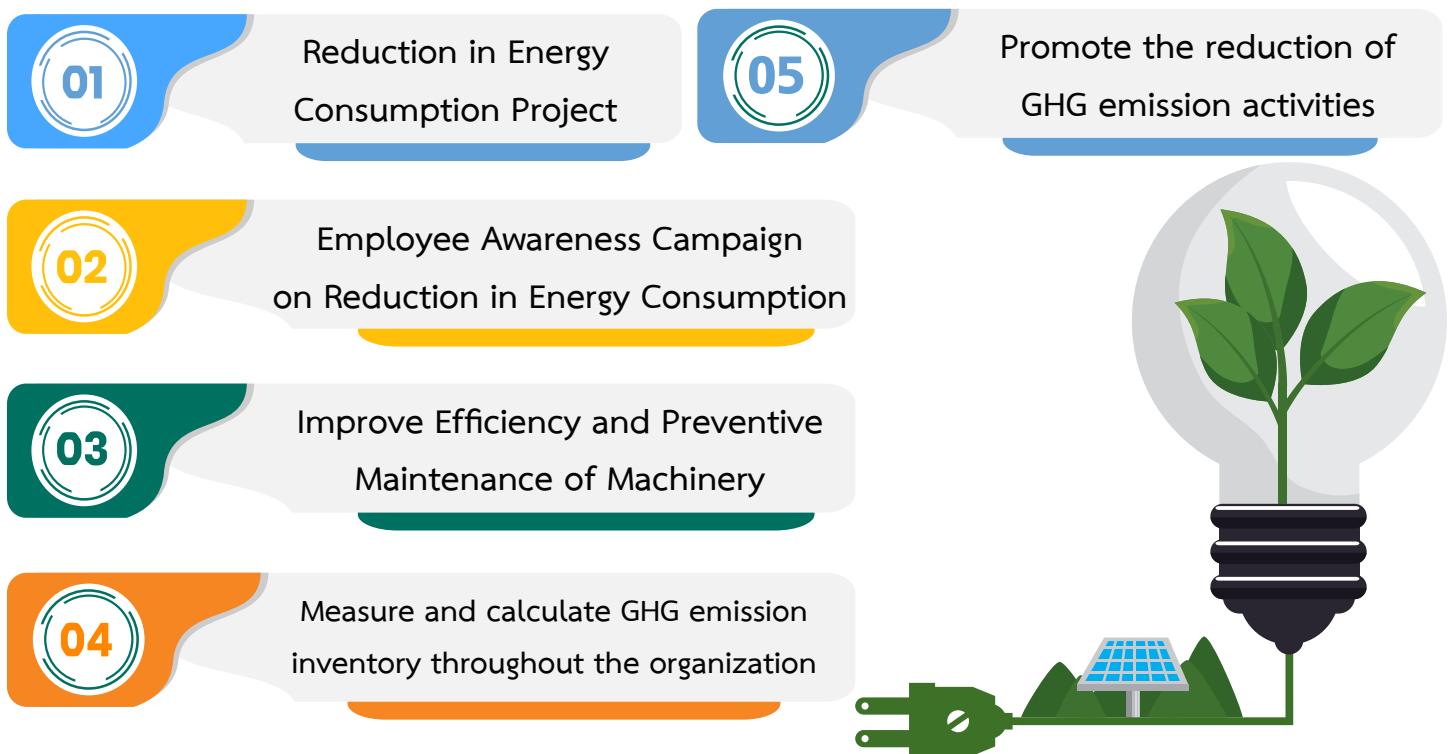 01
Reduction in Energy
Consumption Project
02
Employee Awareness Campaign
on Reduction in Energy Consumption
03
Improve Efficiency and Preventive
Maintenance of Machinery
04
Measure and calculate GHG emission
inventory throughout the organization
05
Promote the reduction of
GHG emission activities